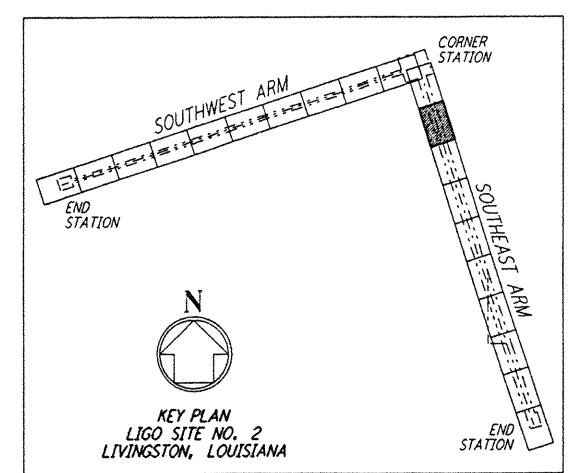 CORNER
STATION
SOUTHWEST ARM
END
STATION
SOUTHEAST ARM
N
KEY PLAN
LIGO SITE NO. 2
LIVINGSTON, LOUISIANA
END
STATION